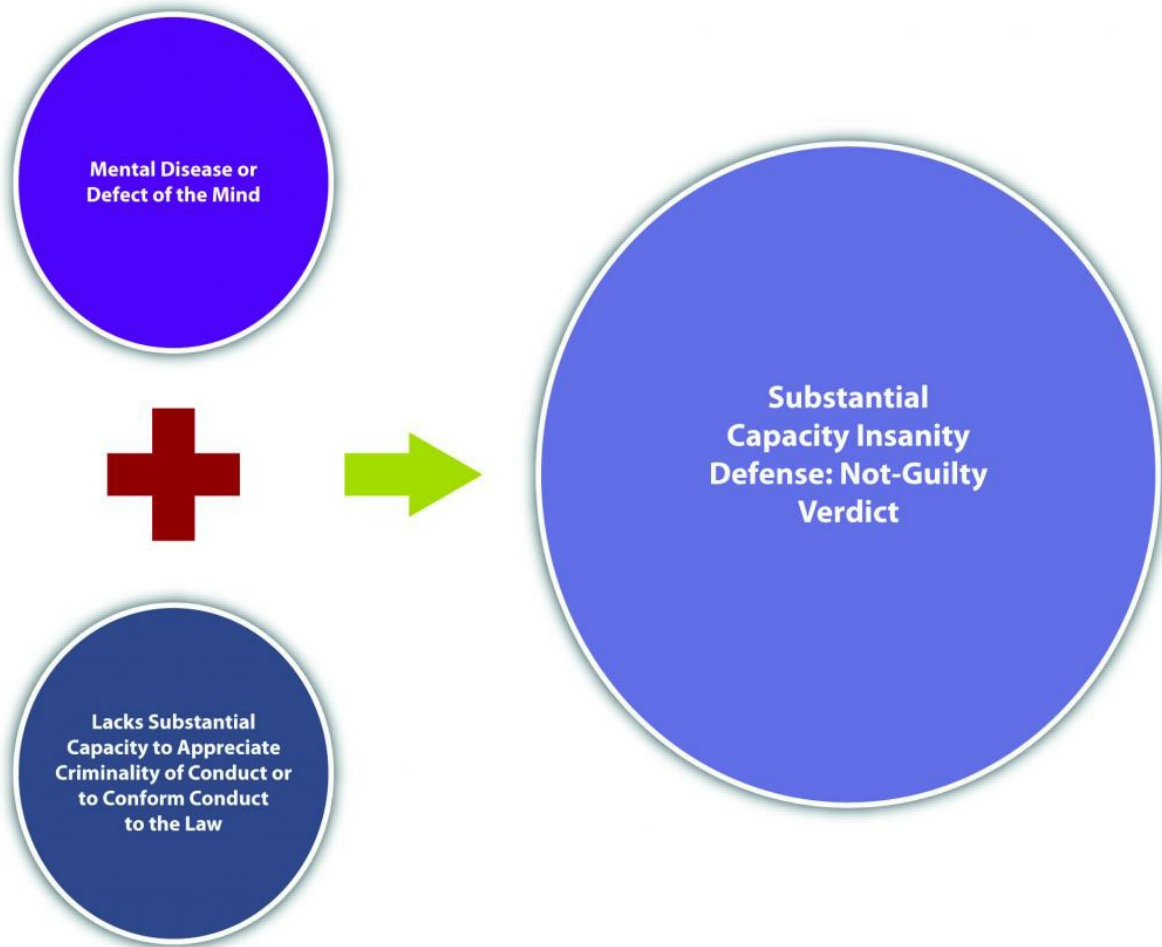 Mental Disease or
Defect of the Mind
Lacks Substantial
Capacity to Appreciate
Criminality of Conduct or
to Conform Conduct
to the Law
Substantial
Capacity Insanity
Defense: Not-Guilty
Verdict